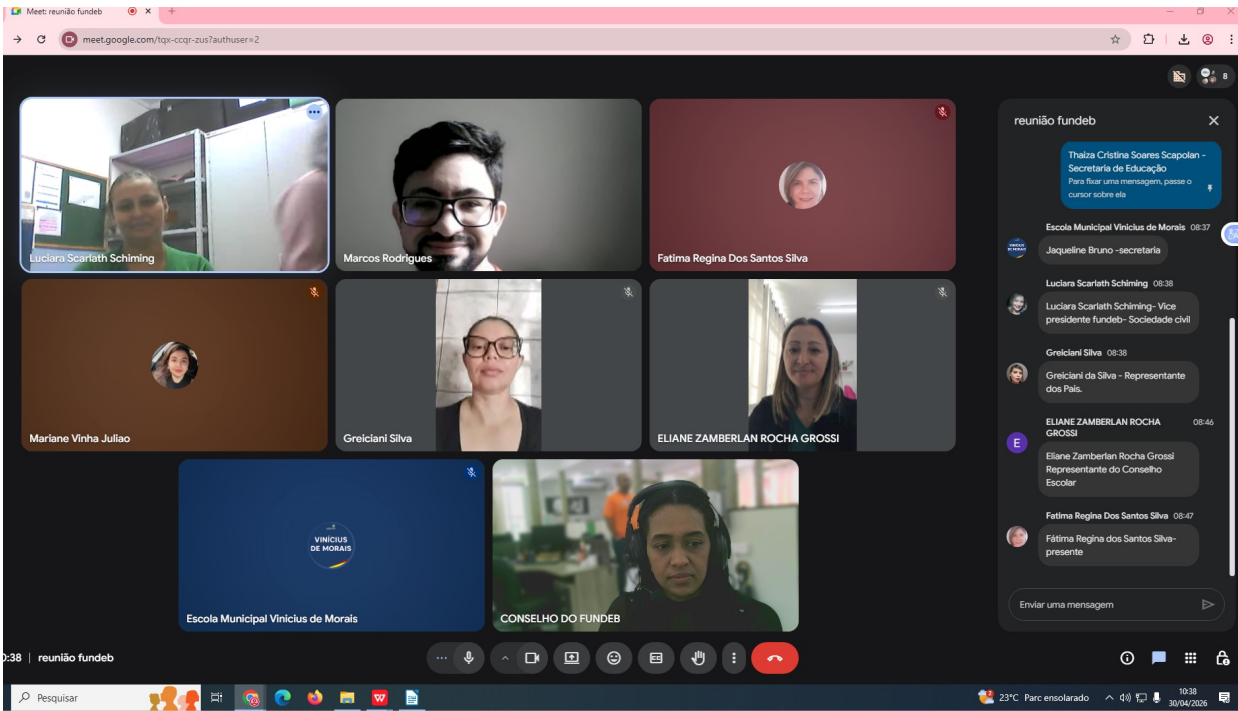 Meet: reunião fundeb
meet.google.com/tqx-ccqr-zus?authuser=2
8
Luciara Scarlath Schiming
Marcos Rodrigues
Fatima Regina Dos Santos Silva
Mariane Vinha Juliao
Greiciani Silva
ELIANE ZAMBERLAN ROCHA GROSSI
VINÍCIUS
DE MORAIS
Escola Municipal Vinicius de Morais
CONSELHO DO FUNDEB
reunião fundeb
Thaiza Cristina Soares Scapolan -
Secretaria de Educação
Para fixar uma mensagem, passe o
cursor sobre ela
Escola Municipal Vinicius de Morais 08:37
Jaqueline Bruno -secretaria
Luciara Scarlath Schiming 08:38
Luciara Scarlath Schiming- Vice
presidente fundeb- Sociedade civil
Greiciani Silva 08:38
Greiciani da Silva - Representante
dos Pais.
ELIANE ZAMBERLAN ROCHA 08:46
GROSSI
E
Eliane Zamberlan Rocha Grossi
Representante do Conselho
Escolar
Fatima Regina Dos Santos Silva 08:47
Fátima Regina dos Santos Silva-
presente
Enviar uma mensagem
:38 | reunião fundeb
Pesquisar
23°C Parc ensolarado
10:38
30/04/2026